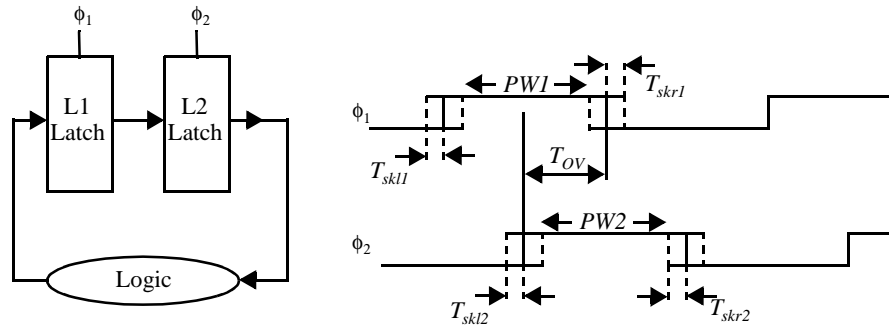 ϕ1 ϕ2
L1 Latch
L2 Latch
Logic
PW1
Tskr1
ϕ1
Tskl1
TOV
PW2
ϕ2
Tskl2
Tskr2